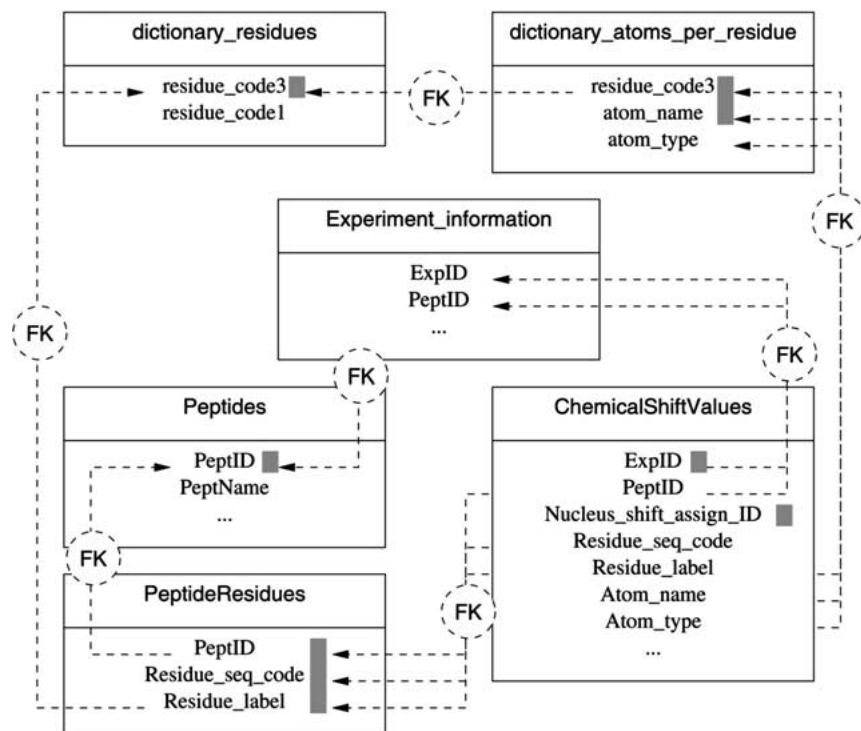 dictionary_residues
residue_code3
residue_code1
FK
dictionary_atoms_per_residue
residue_code3
atom_name
atom_type
FK
Experiment_information
ExpID
PeptID
...
FK
FK
FK
Peptides
PeptID
PeptName
...
FK
ChemicalShiftValues
ExpID
PeptID
Nucleus_shift_assign_ID
Residue_seq_code
Residue_label
Atom_name
Atom_type
...
FK
PeptideResidues
PeptID
Residue_seq_code
Residue_label